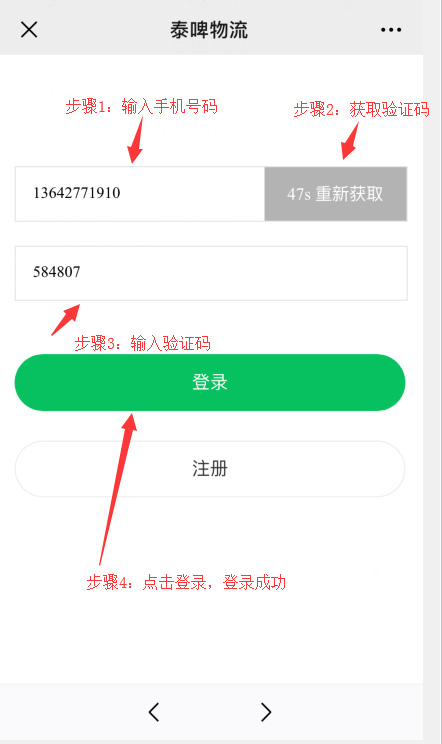 泰啤物流
步骤1：输入手机号码
步骤2：获取验证码
13642771910
47s 重新获取
584807
步骤3：输入验证码
登录
注册
步骤4：点击登录，登录成功